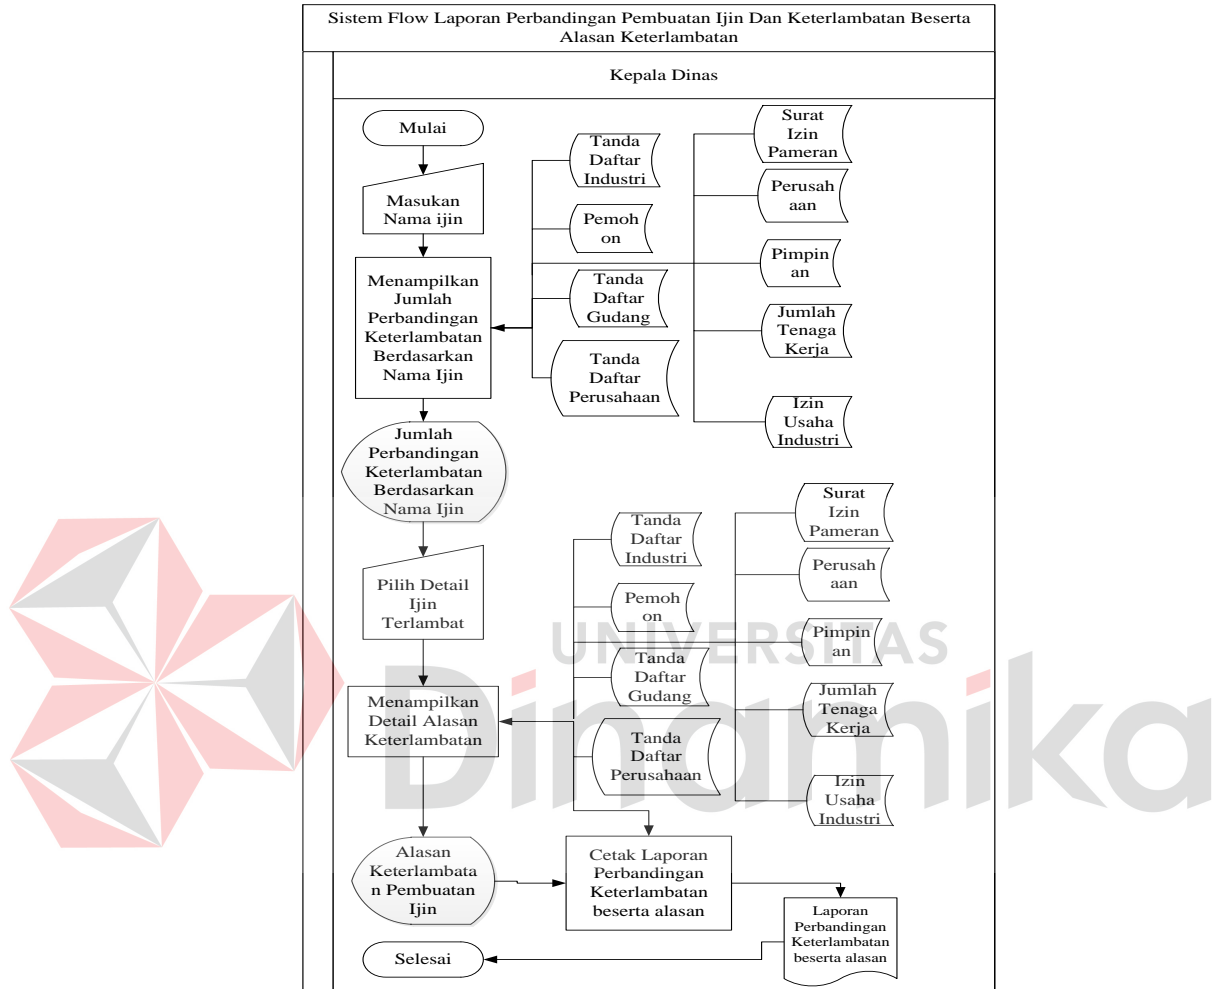 Sistem Flow Laporan Perbandingan Pembuatan Ijin Dan Keterlambatan Beserta
Alasan Keterlambatan
Kepala Dinas
Mulai
Masukan
Nama ijin
Menampilkan
Jumlah
Perbandingan
Keterlambatan
Berdasarkan
Nama Ijin
Tanda
Daftar
Industri
Pemoh
on
Tanda
Daftar
Gudang
Tanda
Daftar
Perusahaan
Surat
Izin
Pameran
Perusah
aan
Pimpin
an
Jumlah
Tenaga
Kerja
Izin
Usaha
Industri
Jumlah
Perbandingan
Keterlambatan
Berdasarkan
Nama Ijin
Pilih Detail
Ijin
Terlambat
Menampilkan
Detail Alasan
Keterlambatan
Tanda
Daftar
Industri
Pemoh
on
Tanda
Daftar
Gudang
Tanda
Daftar
Perusahaan
Surat
Izin
Pameran
Perusah
aan
Pimpin
an
Jumlah
Tenaga
Kerja
Izin
Usaha
Industri
Alasan
Keterlambata
n Pembuatan
Ijin
Cetak Laporan
Perbandingan
Keterlambatan
beserta alasan
Laporan
Perbandingan
Keterlambatan
beserta alasan
Selesai
UNIVERSITAS
Dinamika